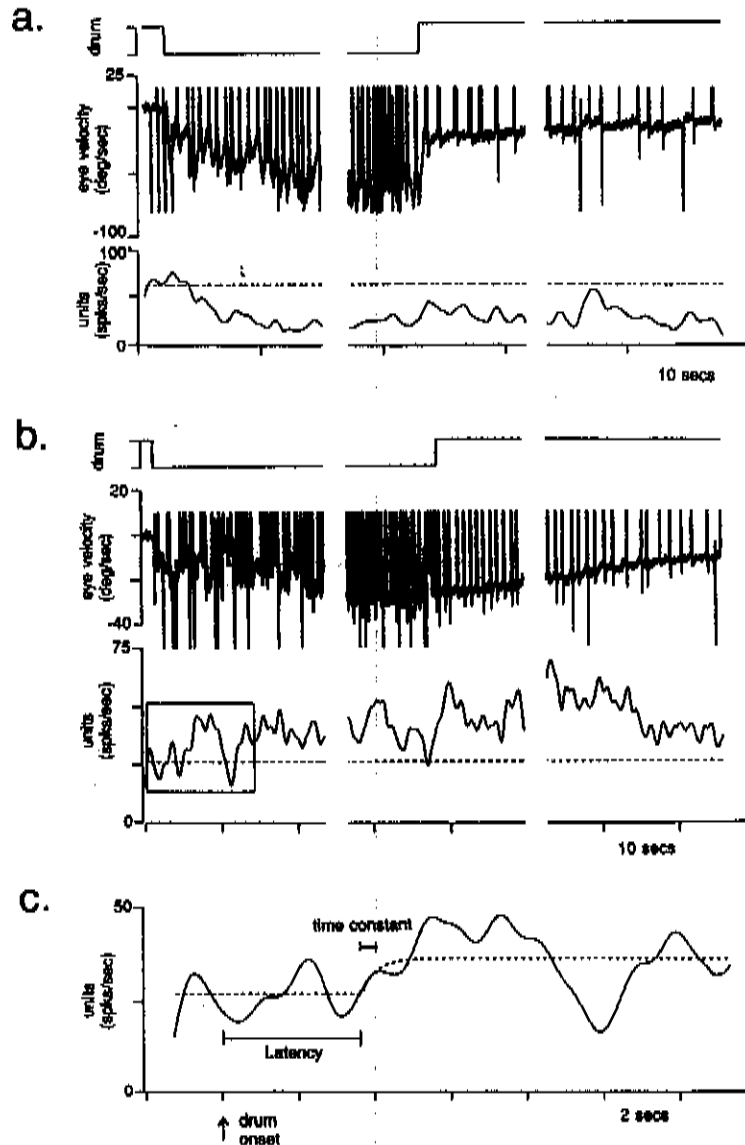 a.
drum
25
eye velocity
(deg/sec)
-100
100
units
(spks/sec)
0
10 secs
b.
drum
20
eye velocity
(deg/sec)
-40
75
units
(spks/sec)
0
10 secs
c.
50
time constant
units
(spks/sec)
Latency
0
drum
onset
2 secs